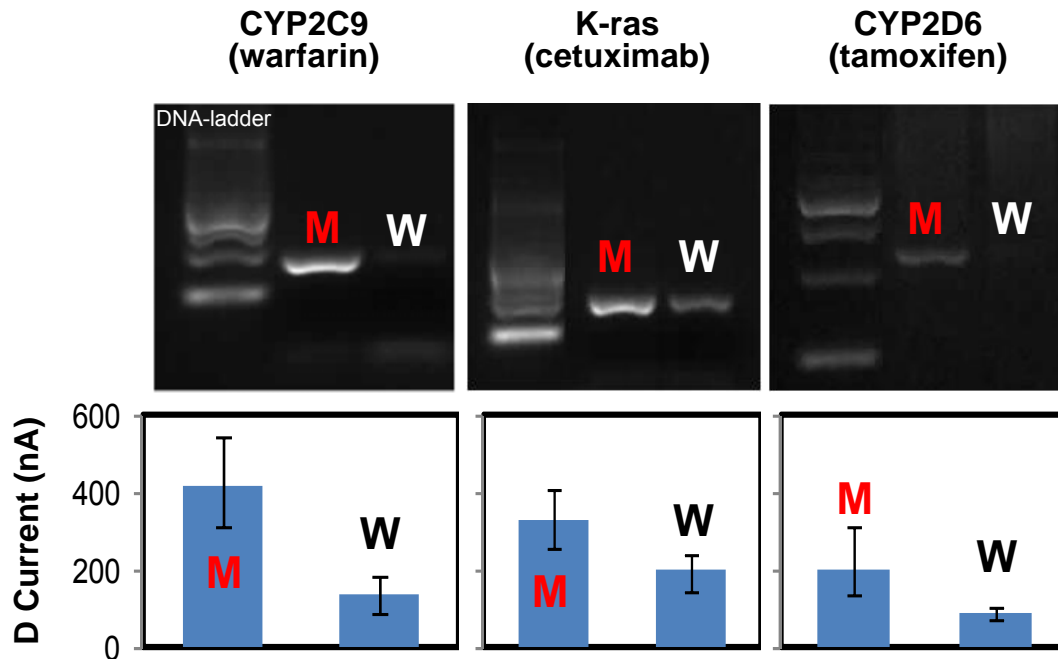 CYP2C9
(warfarin)
K-ras
(cetuximab)
CYP2D6
(tamoxifen)
DNA-ladder
M
W
M
W
M
W
D Current (nA)
600
400
200
0
M
W
M
W
M
W